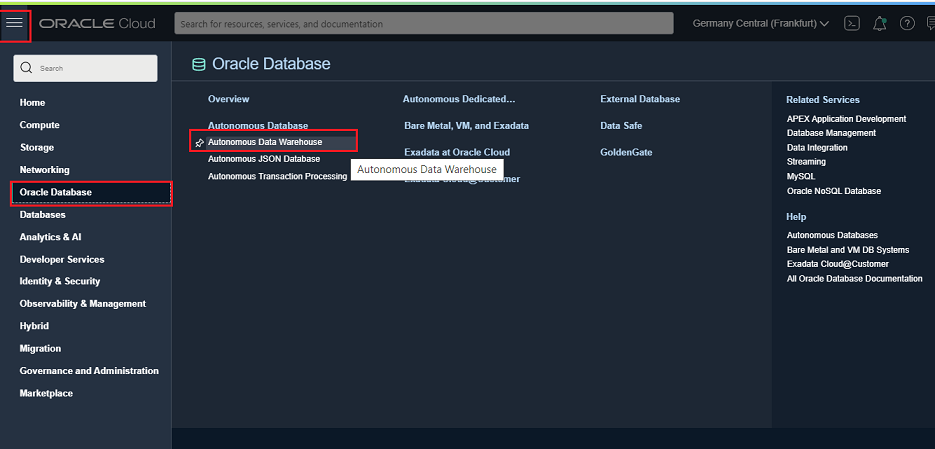 ORACLE Cloud
Search for resources, services, and documentation
Germany Central (Frankfurt)
Search
Home
Compute
Storage
Networking
Oracle Database
Databases
Analytics & AI
Developer Services
Identity & Security
Observability & Management
Hybrid
Migration
Governance and Administration
Marketplace
Oracle Database
Overview
Autonomous Database
Autonomous Data Warehouse
Autonomous JSON Database
Autonomous Transaction Processing
Autonomous Dedicated...
Bare Metal, VM, and Exadata
Exadata at Oracle Cloud
Exadata Cloud@Customer
Autonomous Data Warehouse
External Database
Data Safe
GoldenGate
Related Services
APEX Application Development
Database Management
Data Integration
Streaming
MySQL
Oracle NoSQL Database
Help
Autonomous Databases
Bare Metal and VM DB Systems
Exadata Cloud@Customer
All Oracle Database Documentation